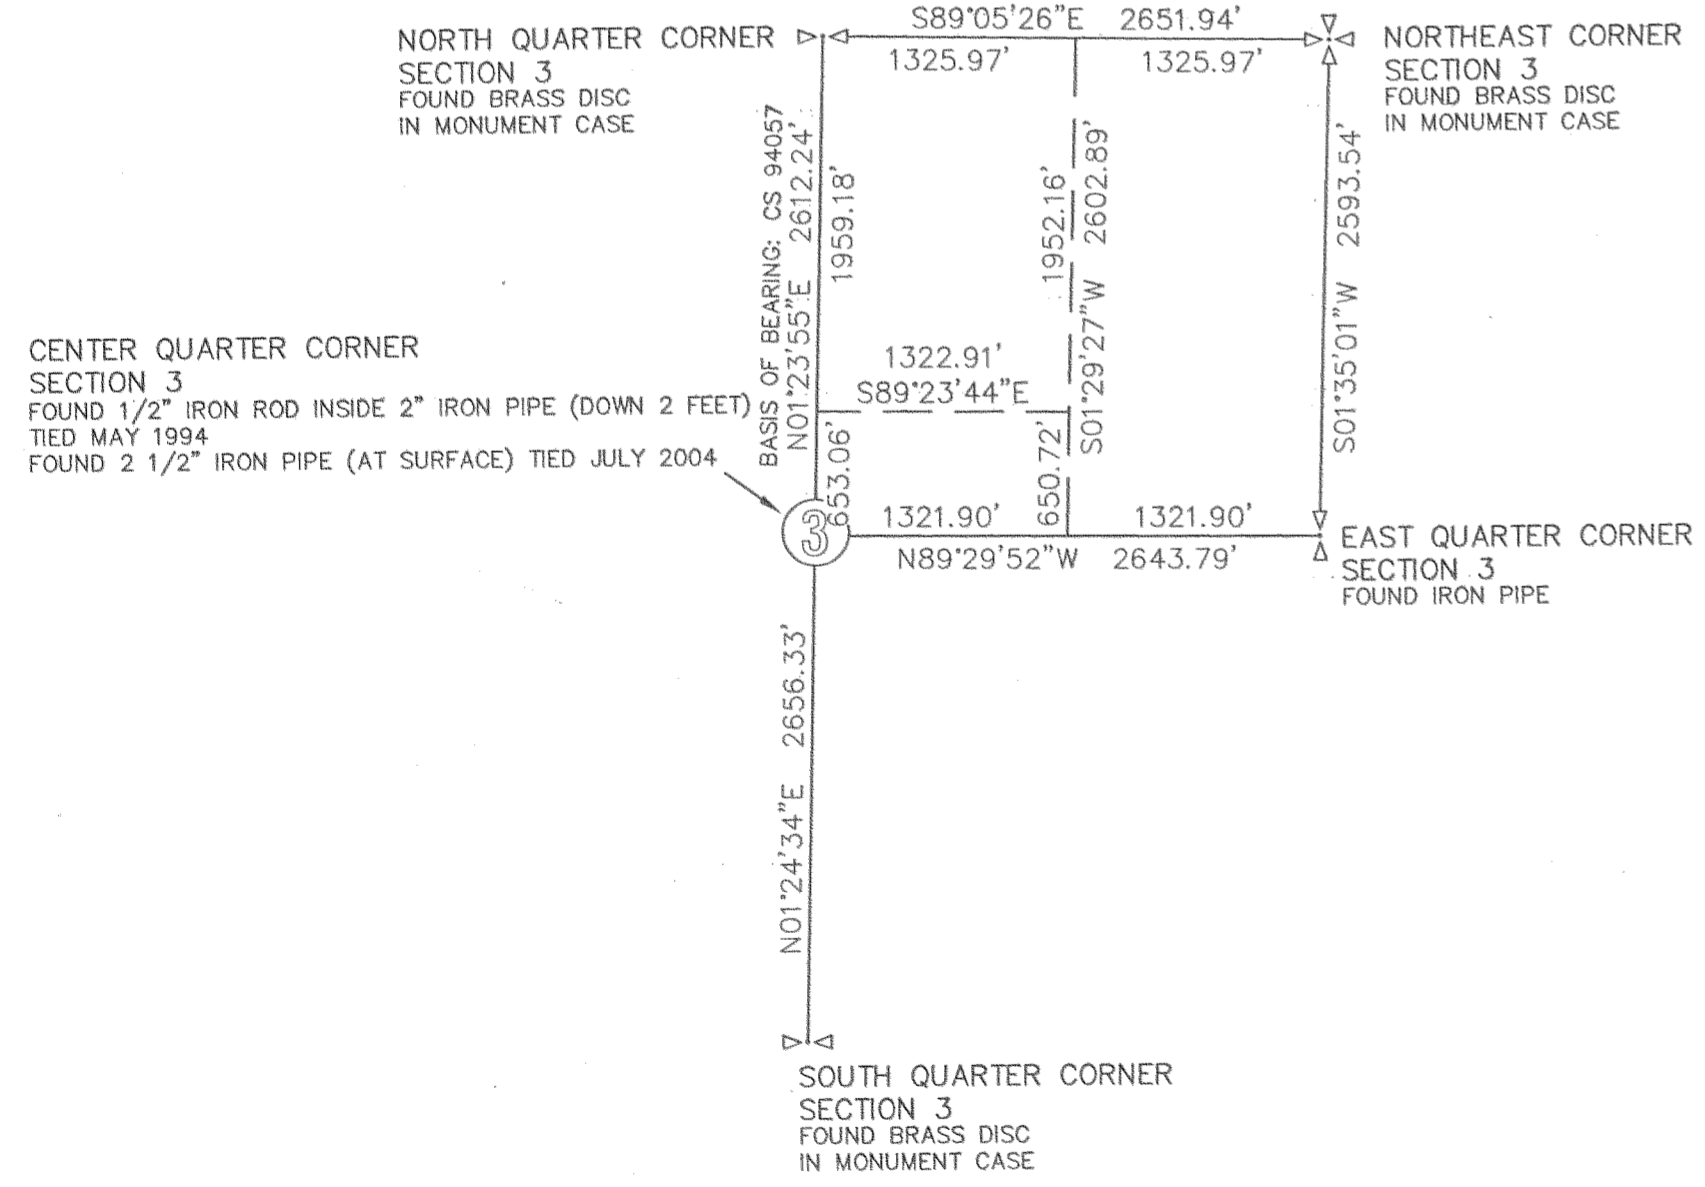 S89°05'26"E 2651.94'
1325.97' 1325.97'
NORTH QUARTER CORNER
SECTION 3
FOUND BRASS DISC
IN MONUMENT CASE
NORTHEAST CORNER
SECTION 3
FOUND BRASS DISC
IN MONUMENT CASE
BASIS OF BEARING: CS 94057
N01°23'55"E 2612.24'
1959.18'
1952.16'
S01°29'27"W 2602.89'
S01°35'01"W 2593.54'
1322.91'
S89°23'44"E
CENTER QUARTER CORNER
SECTION 3
FOUND 1/2" IRON ROD INSIDE 2" IRON PIPE (DOWN 2 FEET)
TIED MAY 1994
FOUND 2 1/2" IRON PIPE (AT SURFACE) TIED JULY 2004
653.06'
650.72'
3
1321.90' 1321.90'
N89°29'52"W 2643.79'
EAST QUARTER CORNER
SECTION 3
FOUND IRON PIPE
N01°24'34"E 2656.33'
SOUTH QUARTER CORNER
SECTION 3
FOUND BRASS DISC
IN MONUMENT CASE